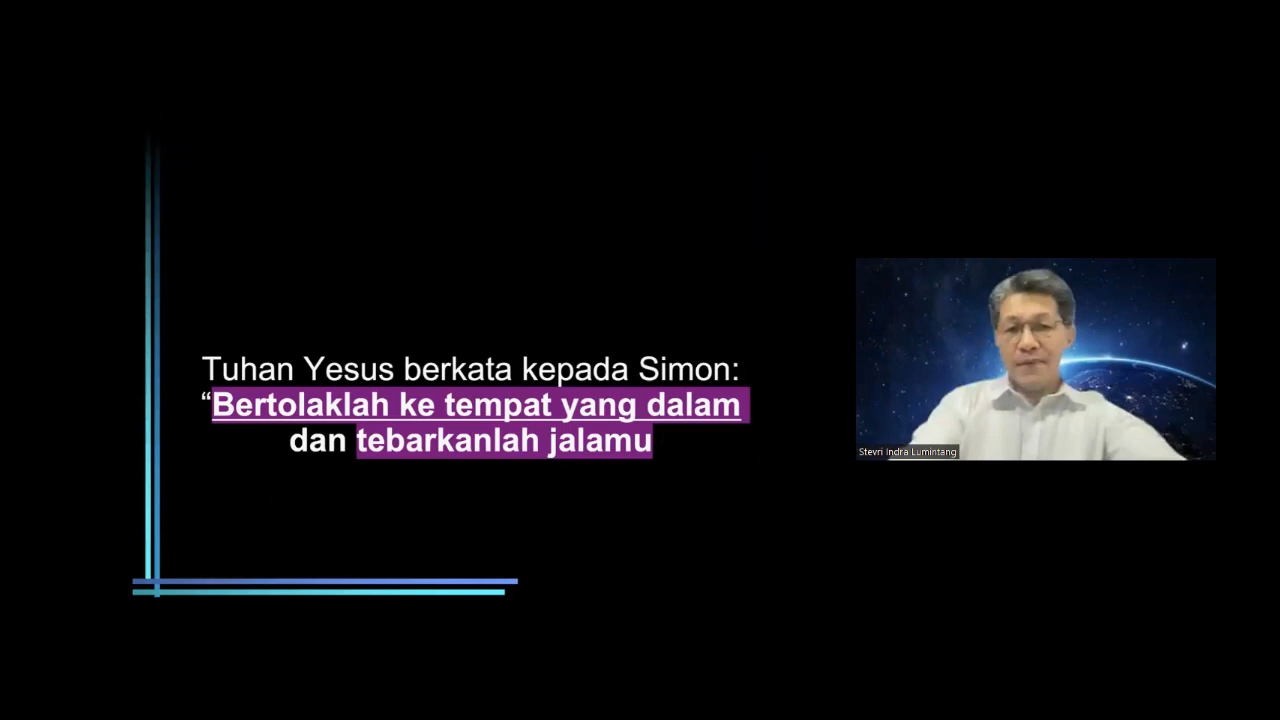 Tuhan Yesus berkata kepada Simon:
“Bertolaklah ke tempat yang dalam
dan tebarkanlah jalamu
Stevri Indra Lumintang